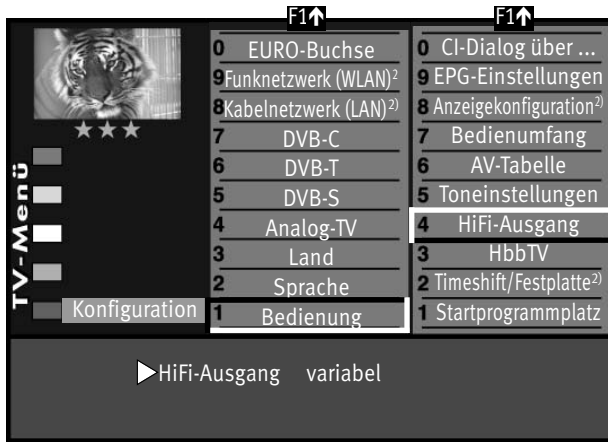 F1↑ F1↑
0 EURO-Buchse
9 Funknetzwerk (WLAN)²
8 Kabelnetzwerk (LAN)²⁾
7 DVB-C
6 DVB-T
5 DVB-S
4 Analog-TV
3 Land
2 Sprache
1 Bedienung
0 CI-Dialog über ...
9 EPG-Einstellungen
8 Anzeigekonfiguration²⁾
7 Bedienumfang
6 AV-Tabelle
5 Toneinstellungen
4 HiFi-Ausgang
3 HbbTV
2 Timeshift/Festplatte²⁾
1 Startprogrammplatz
TV-Menü
Konfiguration
HiFi-Ausgang variabel